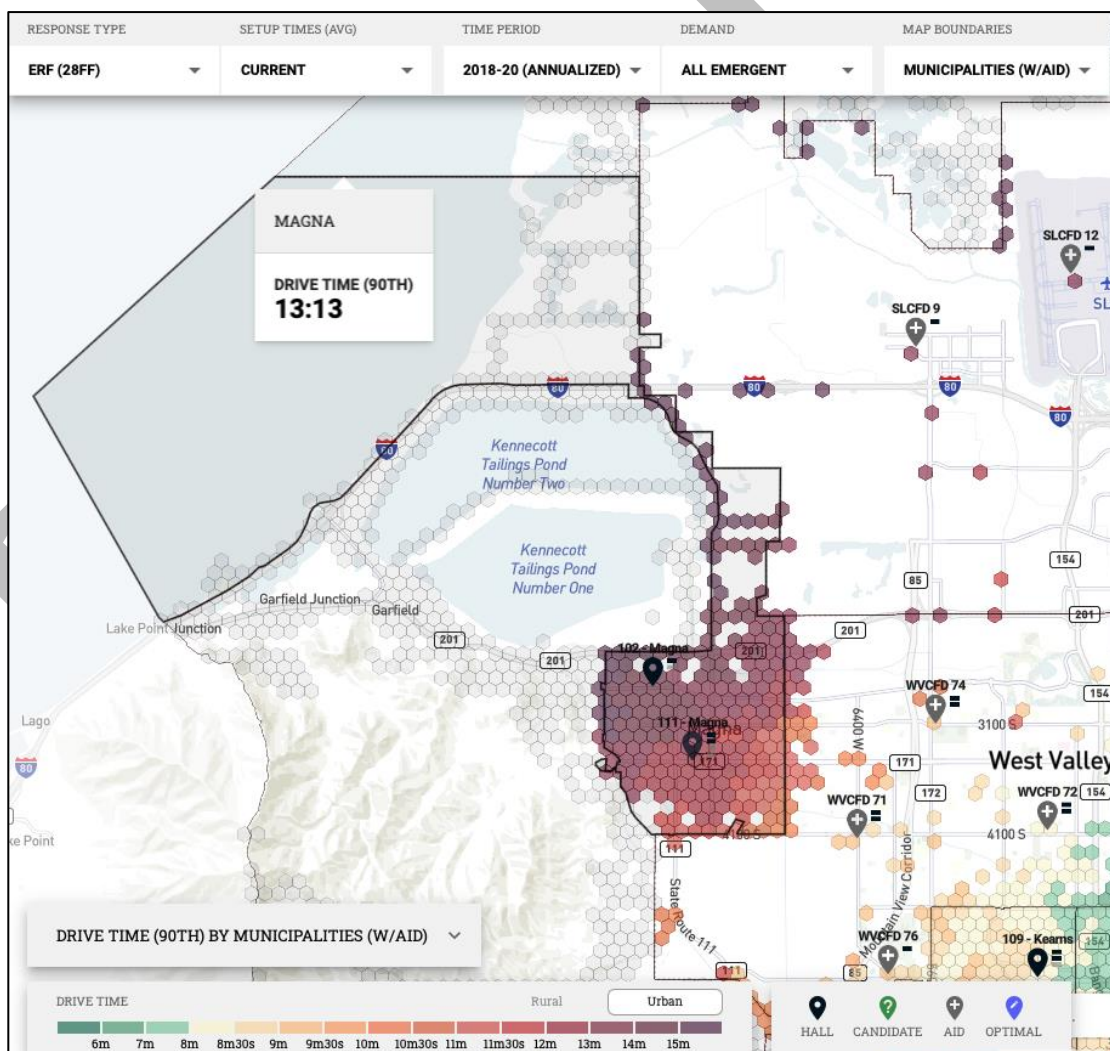 RESPONSE TYPE
SETUP TIMES (AVG)
TIME PERIOD
DEMAND
MAP BOUNDARIES
ERF (28FF)
CURRENT
2018-20 (ANNUALIZED)
ALL EMERGENT
MUNICIPALITIES (W/AID)
MAGNA
DRIVE TIME (90TH)
13:13
SLCFD 12
SL
SLCFD 9
80
80
80
80
80
Kennecott
Tailings Pond
Number Two
Kennecott
Tailings Pond
Number One
154
85
Garfield Junction
Garfield
Lake Point Junction
201
201
201
201
201
102 - Magna
WVCFD 74
154
Lago
111 - Magna
Magna
6400 W
3100 S
80
171
171
West Valley
172
WVCFD 71
WVCFD 72
154
ke Point
4100 S
4100 S
111
State Route 111
Mountain View Corridor
DRIVE TIME (90TH) BY MUNICIPALITIES (W/AID)
WVCFD 76
109 - Kearns
154
111
85
DRIVE TIME
Rural
Urban
6m 7m 8m 8m30s 9m 9m30s 10m 10m30s 11m 11m30s 12m 13m 14m 15m
HALL
CANDIDATE
AID
OPTIMAL